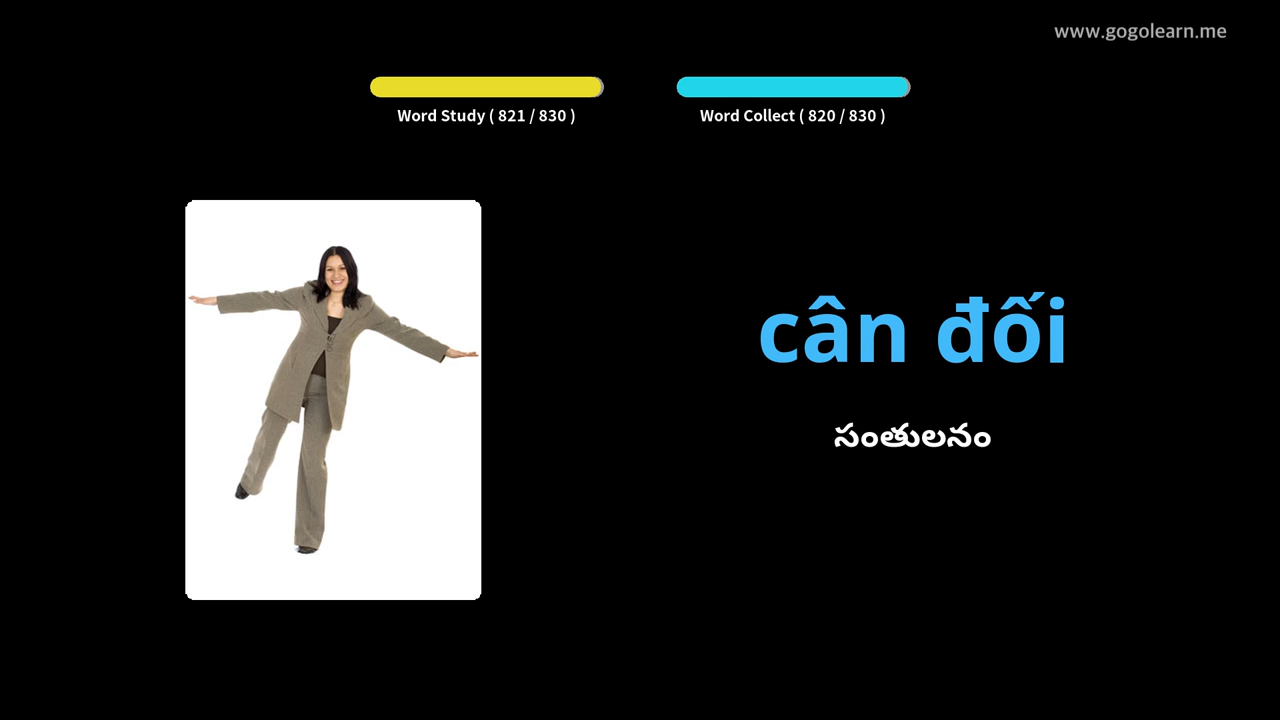 www.gogolearn.me
Word Study ( 821 / 830 )
Word Collect ( 820 / 830 )
cân đối
సంతులనం